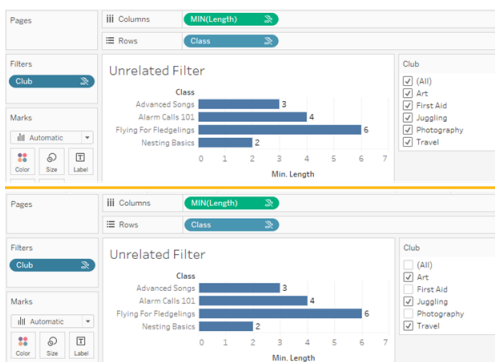 Pages
Columns
MIN(Length)
Rows
Class
Filters
Club
Marks
Automatic
Color
Size
Label
Unrelated Filter
Class
Advanced Songs
3
Alarm Calls 101
4
Flying For Fledgelings
6
Nesting Basics
2
0 1 2 3 4 5 6 7
Min. Length
Club
(All)
Art
First Aid
Juggling
Photography
Travel
Pages
Columns
MIN(Length)
Rows
Class
Filters
Club
Marks
Automatic
Color
Size
Label
Unrelated Filter
Class
Advanced Songs
3
Alarm Calls 101
4
Flying For Fledgelings
6
Nesting Basics
2
0 1 2 3 4 5 6 7
Min. Length
Club
(All)
Art
First Aid
Juggling
Photography
Travel